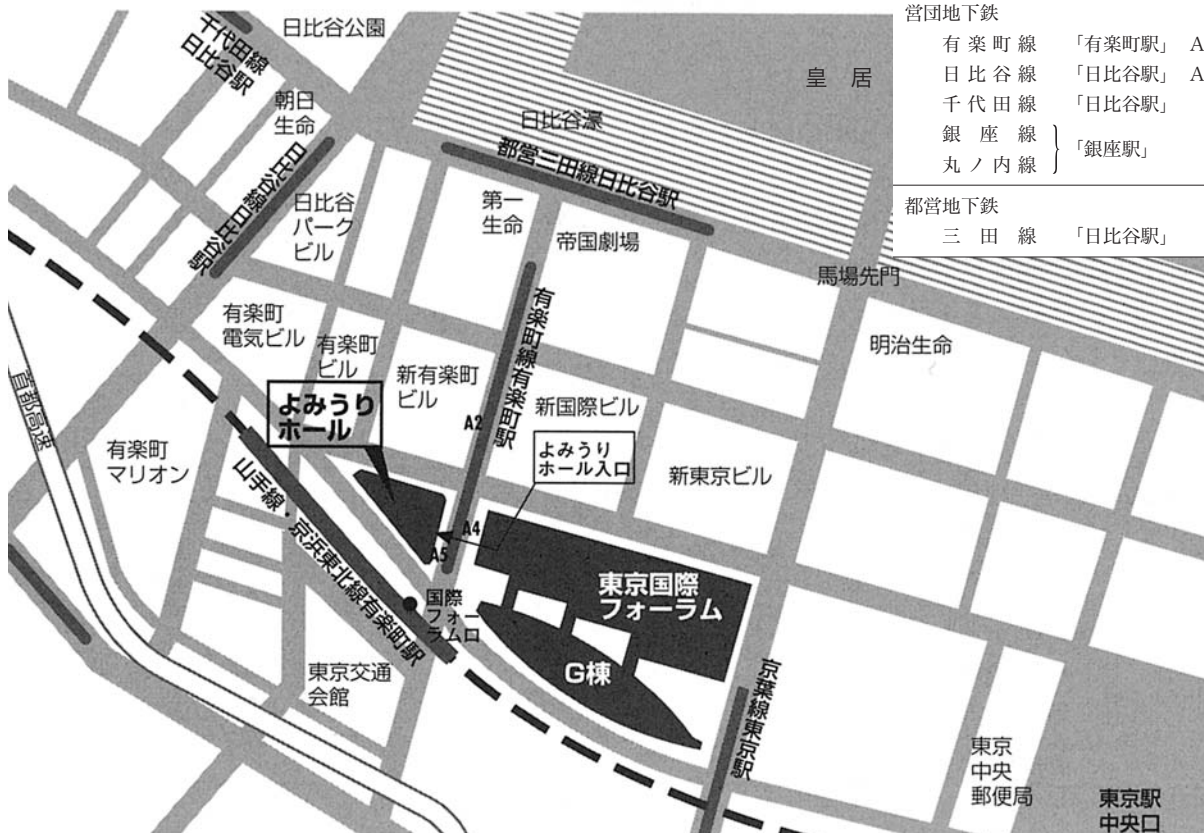 営団地下鉄
有楽町線 「有楽町駅」 A
日比谷線 「日比谷駅」 A
千代田線 「日比谷駅」
銀座線
丸ノ内線
「銀座駅」
都営地下鉄
三田線 「日比谷駅」
日比谷公園
千代田線
日比谷駅
皇居
朝日
生命
日比谷濠
都営三田線日比谷駅
日比谷線日比谷駅
日比谷
パーク
ビル
第一
生命
帝国劇場
馬場先門
有楽町
電気ビル
有楽町
ビル
新有楽町
ビル
有楽町線有楽町駅
明治生命
首都高速
よみうり
ホール
A2
新国際ビル
よみうり
ホール入口
有楽町
マリオン
新東京ビル
山手線・京浜東北線有楽町駅
A4
A5
国際
フォー
ラム口
東京国際
フォーラム
G棟
東京交通
会館
京葉線東京駅
東京
中央
郵便局
東京駅
中央口